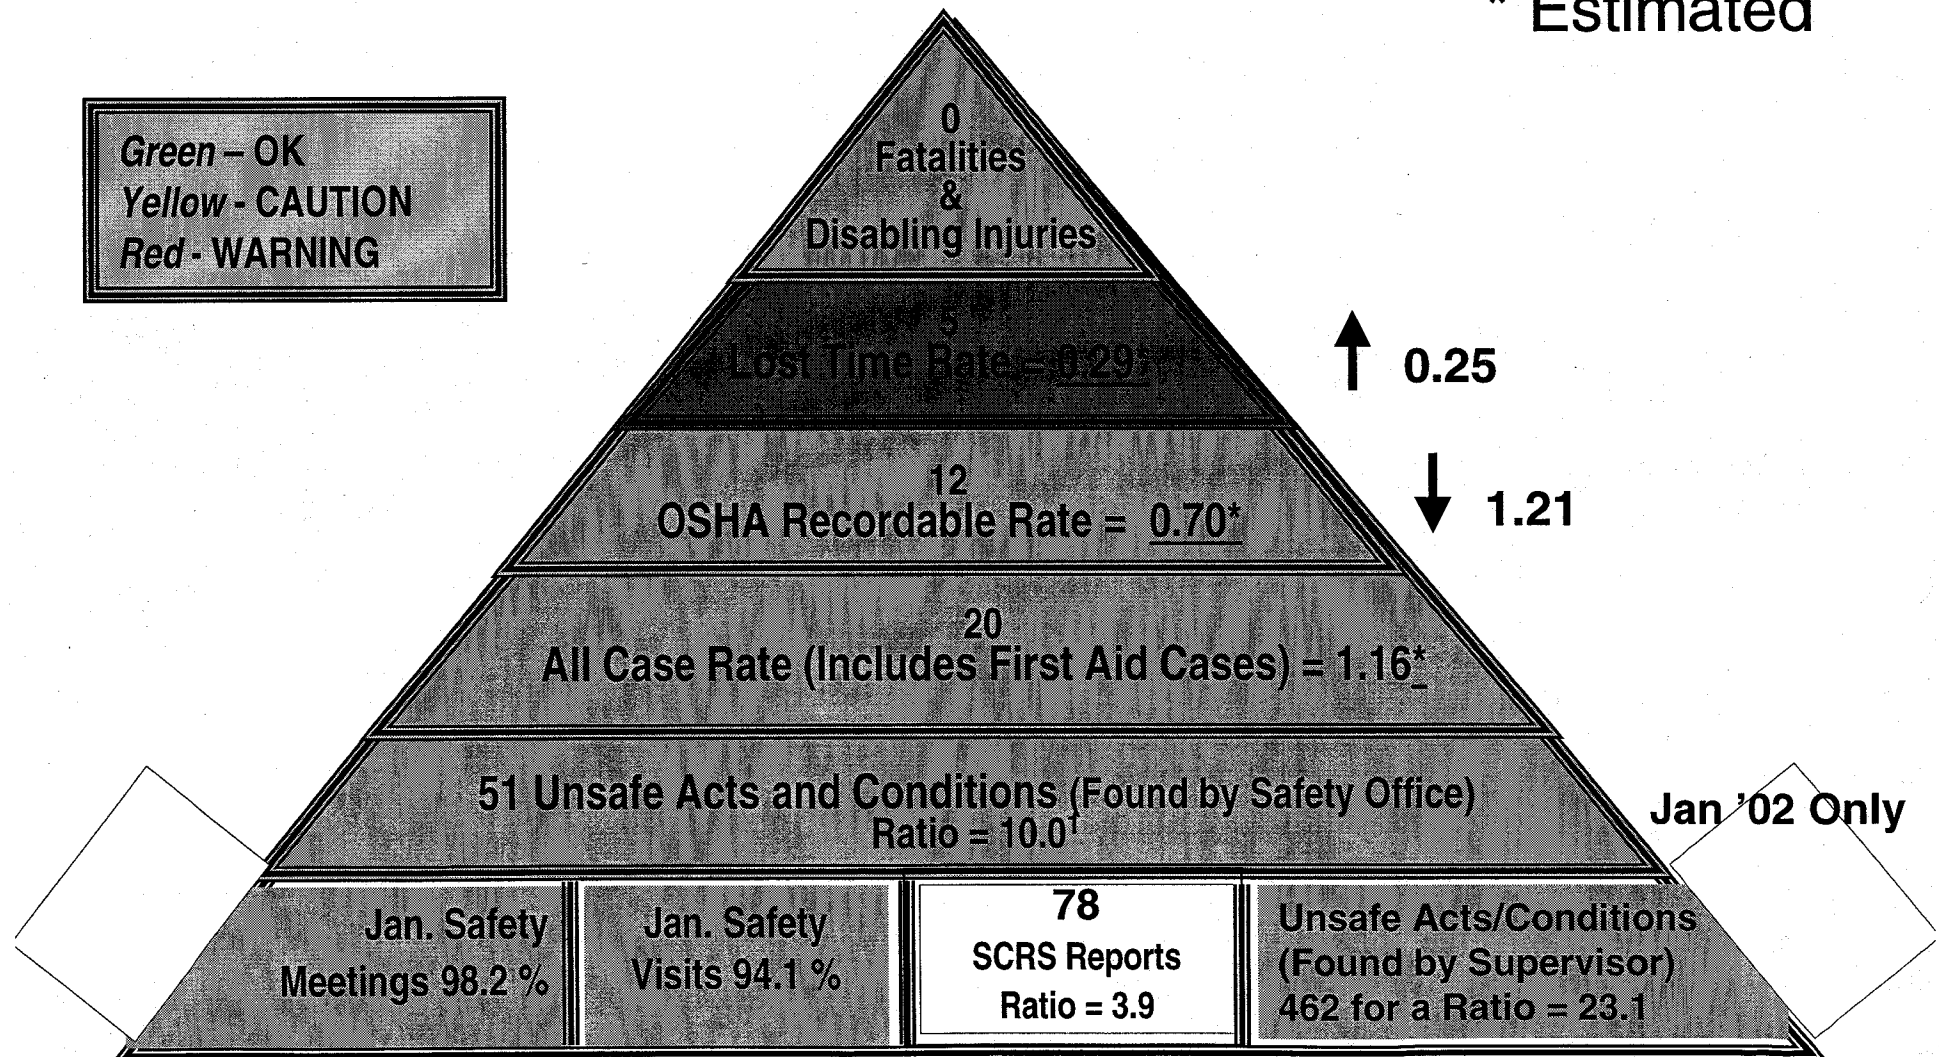 * Estimated
Green – OK
Yellow - CAUTION
Red - WARNING
0
Fatalities
&
Disabling Injuries
5
Lost Time Rate = 0.29*
0.25
12
OSHA Recordable Rate = 0.70*
1.21
20
All Case Rate (Includes First Aid Cases) = 1.16*
51 Unsafe Acts and Conditions (Found by Safety Office)
Ratio = 10.0
Jan '02 Only
Jan. Safety
Meetings 98.2 %
Jan. Safety
Visits 94.1 %
78
SCRS Reports
Ratio = 3.9
Unsafe Acts/Conditions
(Found by Supervisor)
462 for a Ratio = 23.1